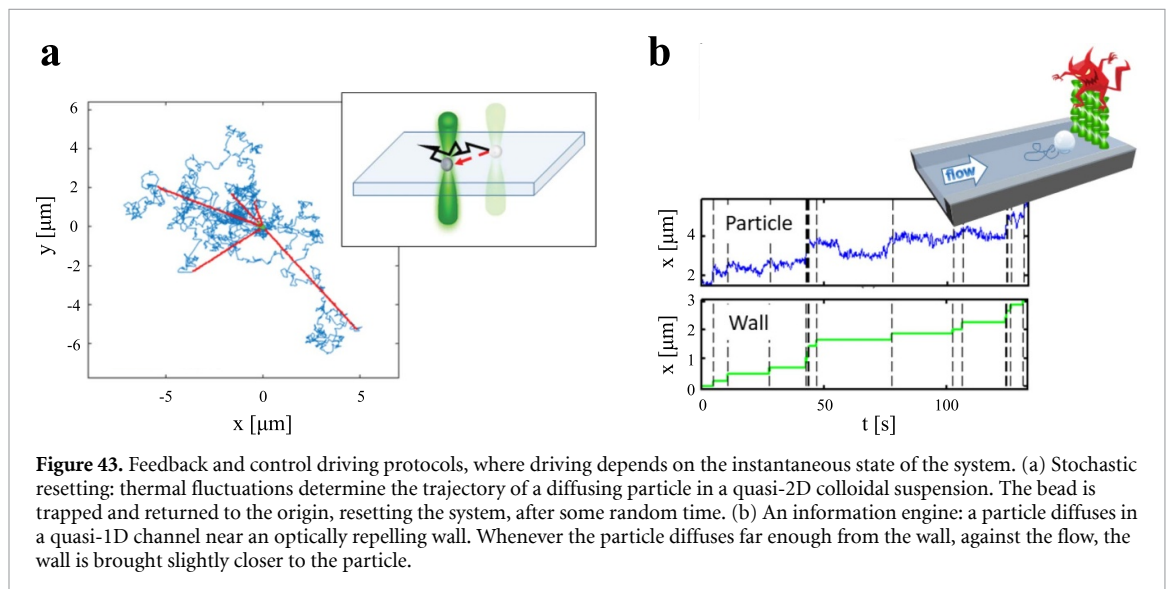 a
6
4
2
0
-2
-4
-6
y [μm]
-5
0
5
x [μm]
b
flow
Particle
4
2
x [μm]
Wall
3
2
1
0
x [μm]
0
50
100
t [s]
Figure 43. Feedback and control driving protocols, where driving depends on the instantaneous state of the system. (a) Stochastic
resetting: thermal fluctuations determine the trajectory of a diffusing particle in a quasi-2D colloidal suspension. The bead is
trapped and returned to the origin, resetting the system, after some random time. (b) An information engine: a particle diffuses in
a quasi-1D channel near an optically repelling wall. Whenever the particle diffuses far enough from the wall, against the flow, the
wall is brought slightly closer to the particle.